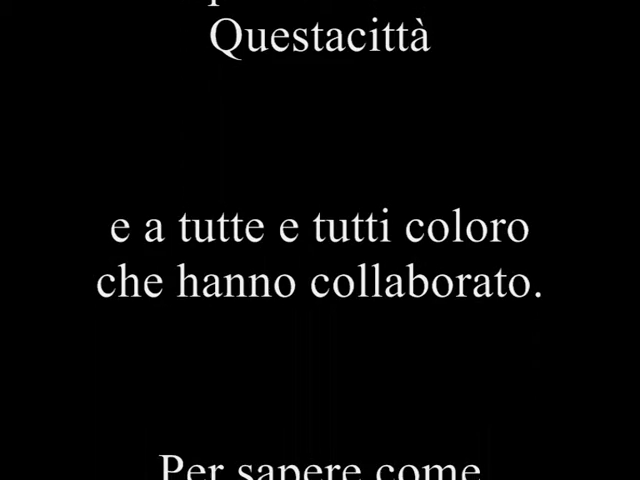 Questacittà
e a tutte e tutti coloro
che hanno collaborato.
Per sapere come